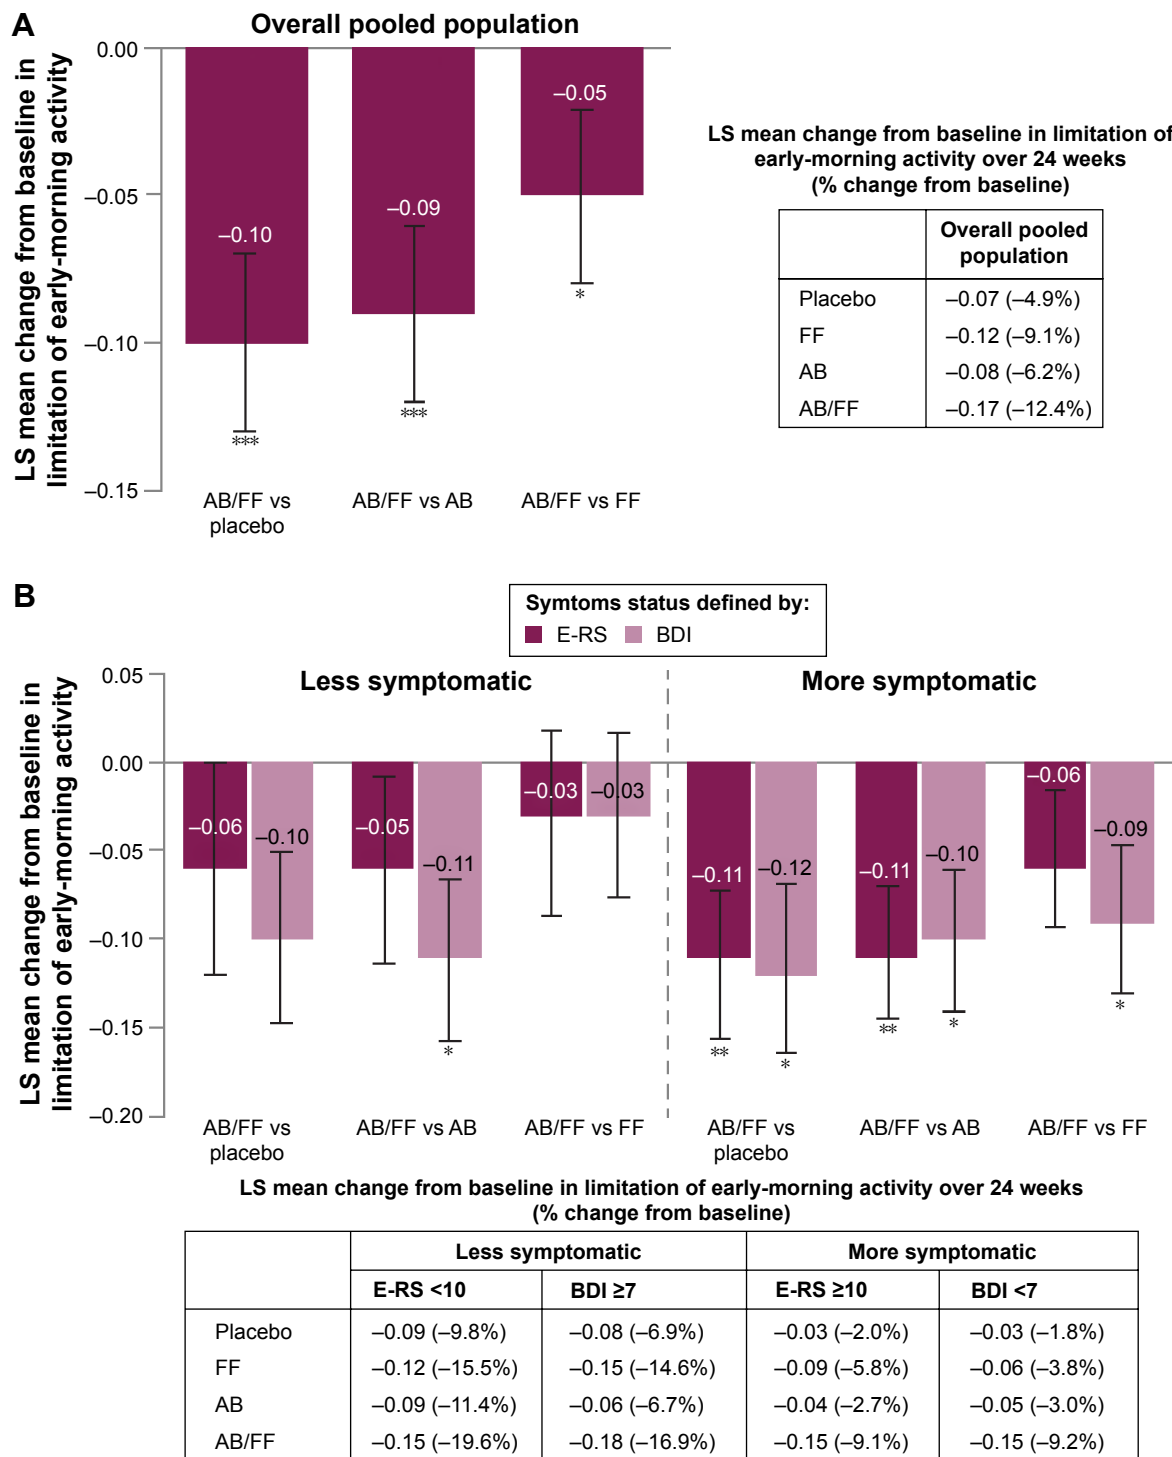 A
Overall pooled population
LS mean change from baseline in
limitation of early-morning activity
0.00
–0.05
–0.10
–0.15
–0.10
–0.09
–0.05
***
***
*
AB/FF vs
placebo
AB/FF vs AB
AB/FF vs FF
LS mean change from baseline in limitation of
early-morning activity over 24 weeks
(% change from baseline)
Overall pooled
population
Placebo –0.07 (–4.9%)
FF –0.12 (–9.1%)
AB –0.08 (–6.2%)
AB/FF –0.17 (–12.4%)
B
Symtoms status defined by:
E-RS BDI
LS mean change from baseline in
limitation of early-morning activity
0.05
0.00
–0.05
–0.10
–0.15
–0.20
Less symptomatic
More symptomatic
–0.06
–0.10
–0.05
–0.11
*
–0.03
–0.03
–0.11
**
–0.12
*
–0.11
**
–0.10
*
–0.06
–0.09
*
AB/FF vs
placebo
AB/FF vs AB
AB/FF vs FF
AB/FF vs
placebo
AB/FF vs AB
AB/FF vs FF
LS mean change from baseline in limitation of early-morning activity over 24 weeks
(% change from baseline)
Less symptomatic More symptomatic
E-RS <10 BDI ≥7 E-RS ≥10 BDI <7
Placebo –0.09 (–9.8%) –0.08 (–6.9%) –0.03 (–2.0%) –0.03 (–1.8%)
FF –0.12 (–15.5%) –0.15 (–14.6%) –0.09 (–5.8%) –0.06 (–3.8%)
AB –0.09 (–11.4%) –0.06 (–6.7%) –0.04 (–2.7%) –0.05 (–3.0%)
AB/FF –0.15 (–19.6%) –0.18 (–16.9%) –0.15 (–9.1%) –0.15 (–9.2%)